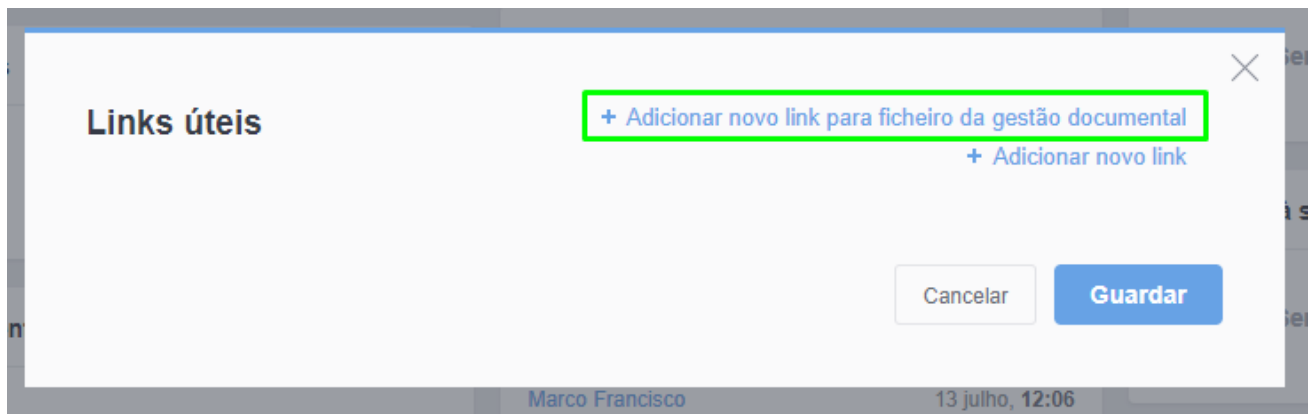 Links úteis
+ Adicionar novo link para ficheiro da gestão documental
+ Adicionar novo link
Cancelar
Guardar
Marco Francisco
13 julho, 12:06